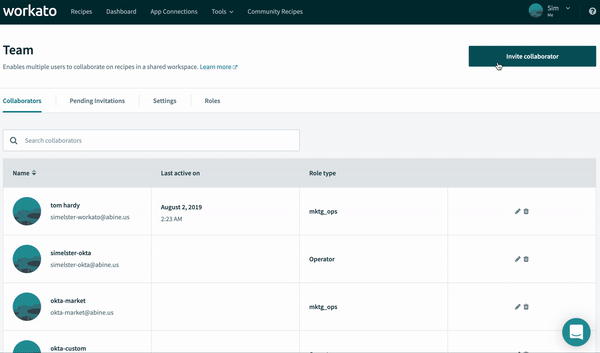 workato Recipes Dashboard App Connections Tools Community Recipes Sim
Me
Team
Invite collaborator
Enables multiple users to collaborate on recipes in a shared workspace. Learn more
Collaborators Pending Invitations Settings Roles
Search collaborators
Name Last active on Role type
tom hardy August 2, 2019 mktg_ops
simelster-workato@abine.us 2:23 AM
simelster-okta Operator
simelster-okta@abine.us
okta-market mktg_ops
okta-market@abine.us
okta-custom